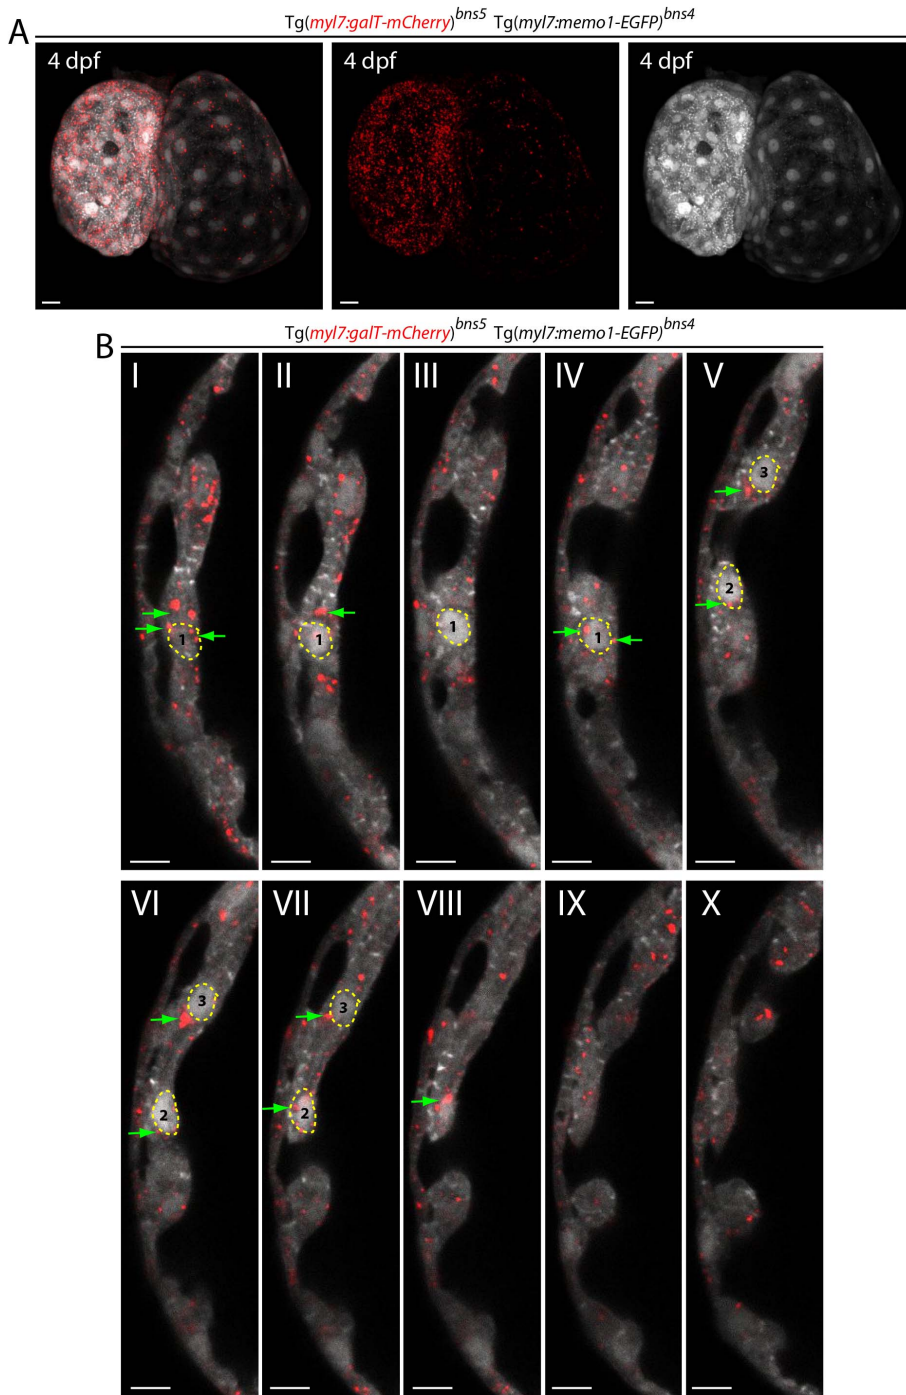 A
Tg(myl7:galT-mCherry)bns5 Tg(myl7:memo1-EGFP)bns4
4 dpf
4 dpf
4 dpf
B
Tg(myl7:galT-mCherry)bns5 Tg(myl7:memo1-EGFP)bns4
I
II
III
IV
V
1
1
1
1
3
2
VI
VII
VIII
IX
X
3
2
3
2